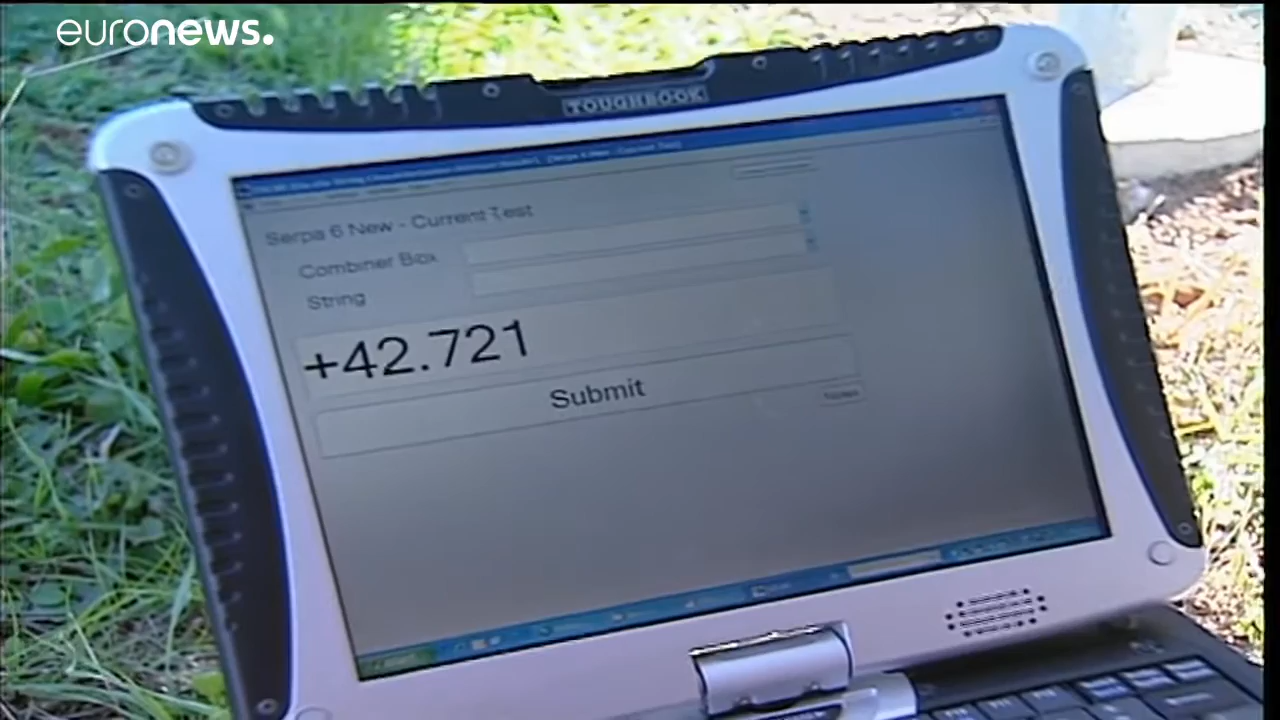 euronews.
TOUGHBOOK
Serpa 6 New - Current Test
Combiner Box
String
+42.721
Submit